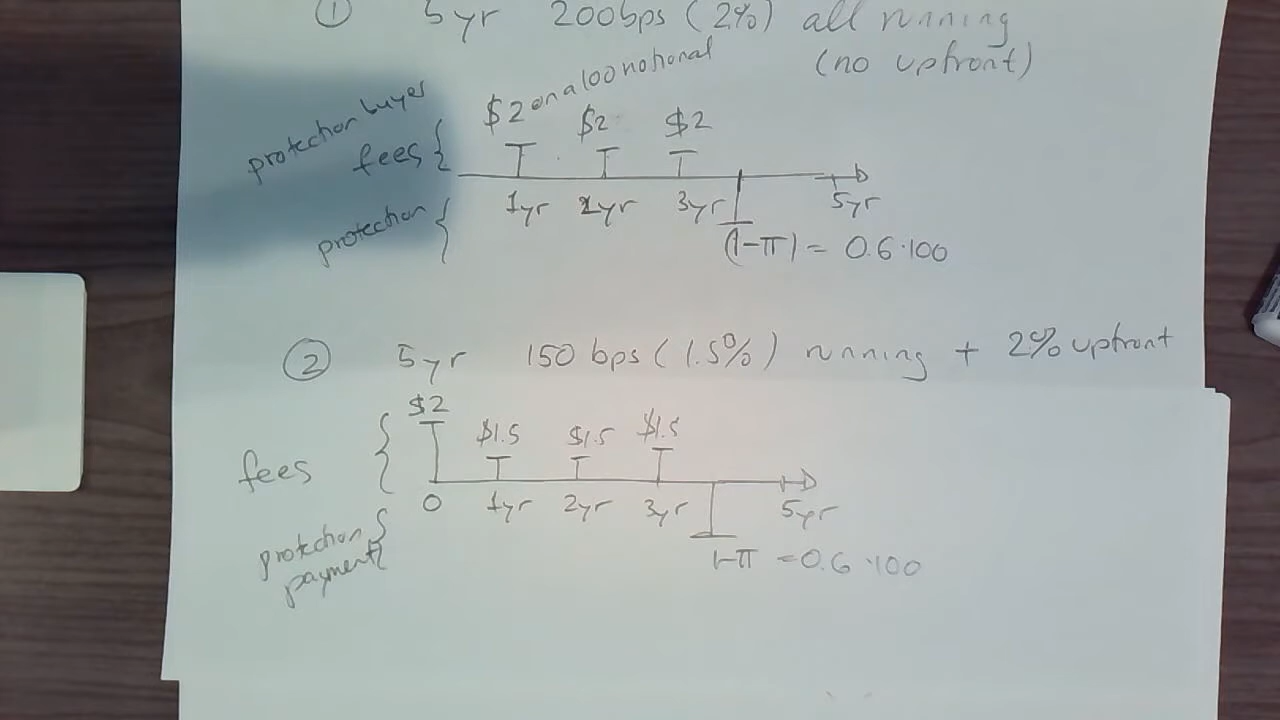 ① 5yr 200bps (2%) all running
(no upfront)
protection buyer
$2 on a 100 notional
$2 $2
fees {
1yr 2yr 3yr 5yr
protection {
(1-π) = 0.6·100
② 5yr 150 bps (1.5%) running + 2% upfront
$2
$1.5 $1.5 $1.5
fees {
0 1yr 2yr 3yr 5yr
protection
payment {
1-π = 0.6·100